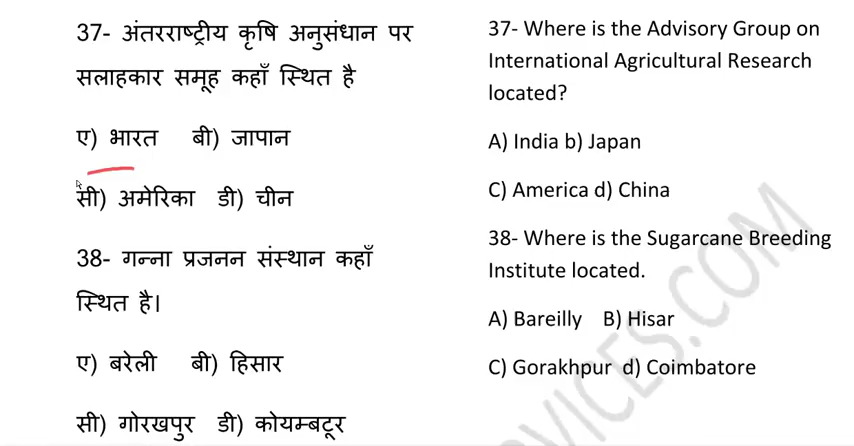 37- अंतरराष्ट्रीय कृषि अनुसंधान पर
सलाहकार समूह कहाँ स्थित है
ए) भारत बी) जापान
सी) अमेरिका डी) चीन
38- गन्ना प्रजनन संस्थान कहाँ
स्थित है।
ए) बरेली बी) हिसार
सी) गोरखपुर डी) कोयम्बटूर
37- Where is the Advisory Group on
International Agricultural Research
located?
A) India b) Japan
C) America d) China
38- Where is the Sugarcane Breeding
Institute located.
A) Bareilly B) Hisar
C) Gorakhpur d) Coimbatore
VICES.COM